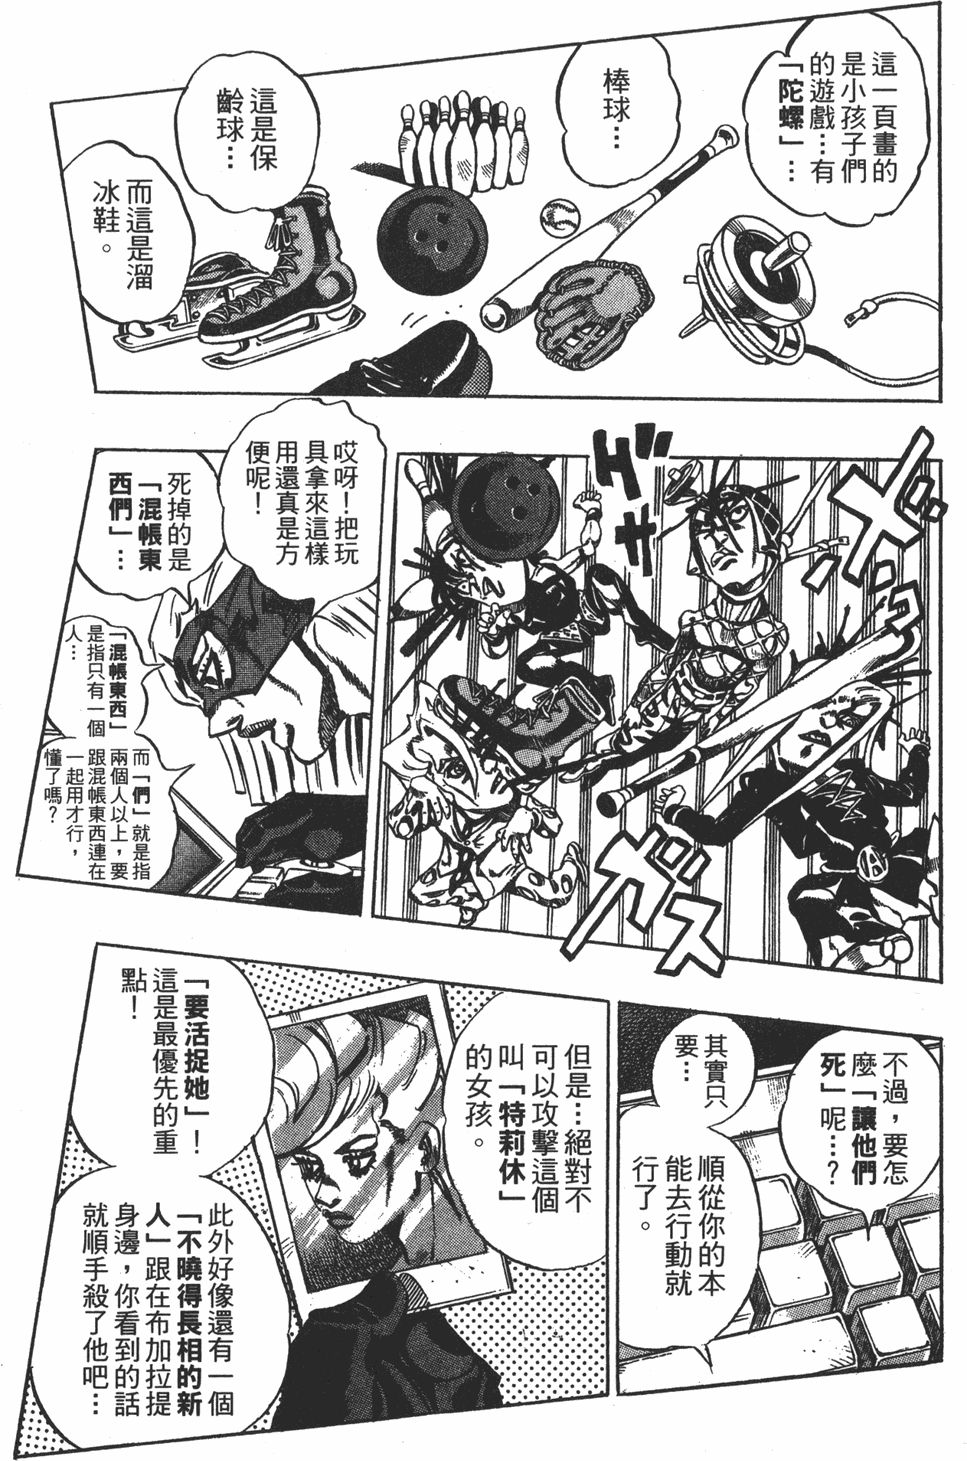 這一頁畫的
是小孩子們
的遊戲…有
「陀螺」…
棒球…
這是保
齡球…
而這是溜
冰鞋。
ドガ
ガス
ゴキ
哎呀！把玩
具拿來這樣
用還真是方
便呢！
死掉的是
「混帳東
西們」…
「混帳東西」
是指只有一個
人…
而「們」就是指
兩個人以上，要
跟混帳東西連在
一起用才行，
懂了嗎？
不過，要怎
麼「讓他們
死」呢…？
其實只
要…
順從你的本
能去行動就
行了。
但是…絕對不
可以攻擊這個
叫「特莉休」
的女孩。
「要活捉她」！
這是最優先的重
點！
此外好像還有一個
「不曉得長相的新
人」跟在布加拉提
身邊，你看到的話
就順手殺了他吧…